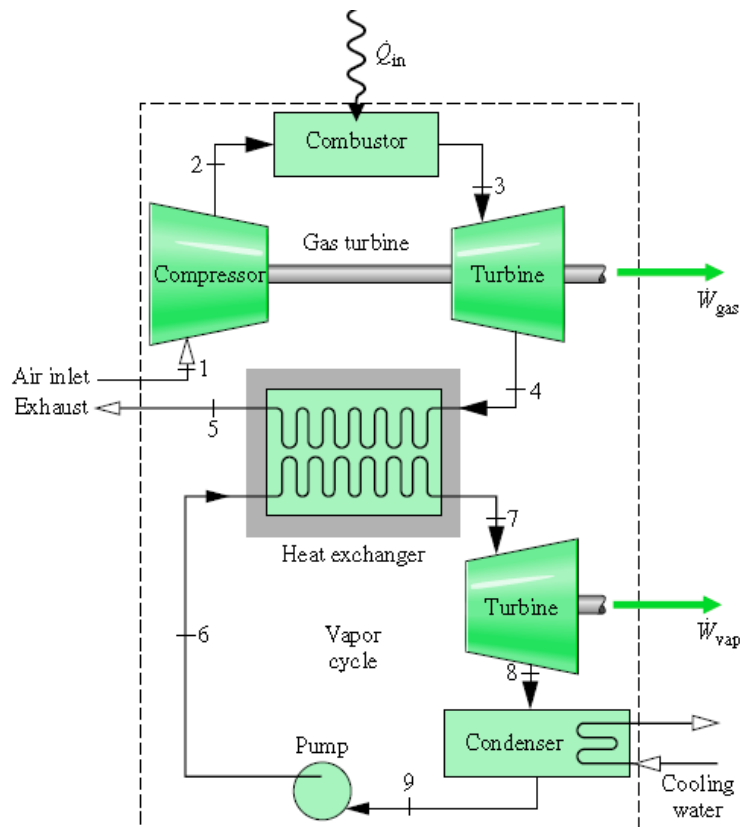 Q̇in
Combustor
2
3
Gas turbine
Compressor
Turbine
Ẇgas
1
Air inlet
4
Exhaust
5
7
Heat exchanger
Turbine
Ẇvap
6
Vapor
cycle
8
Condenser
Pump
9
Cooling
water